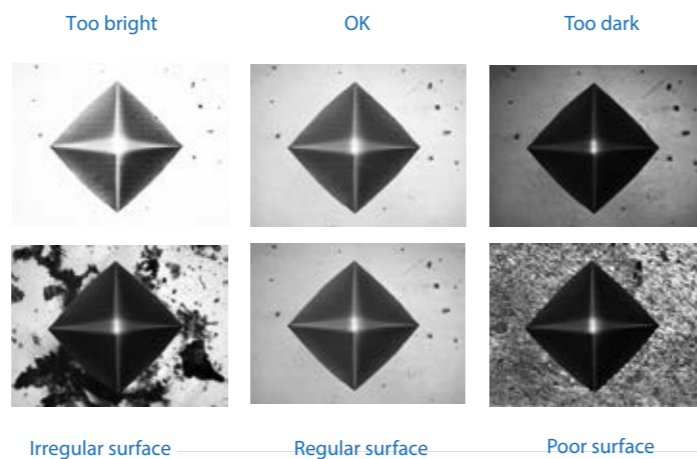 Too bright
OK
Too dark
Irregular surface
Regular surface
Poor surface